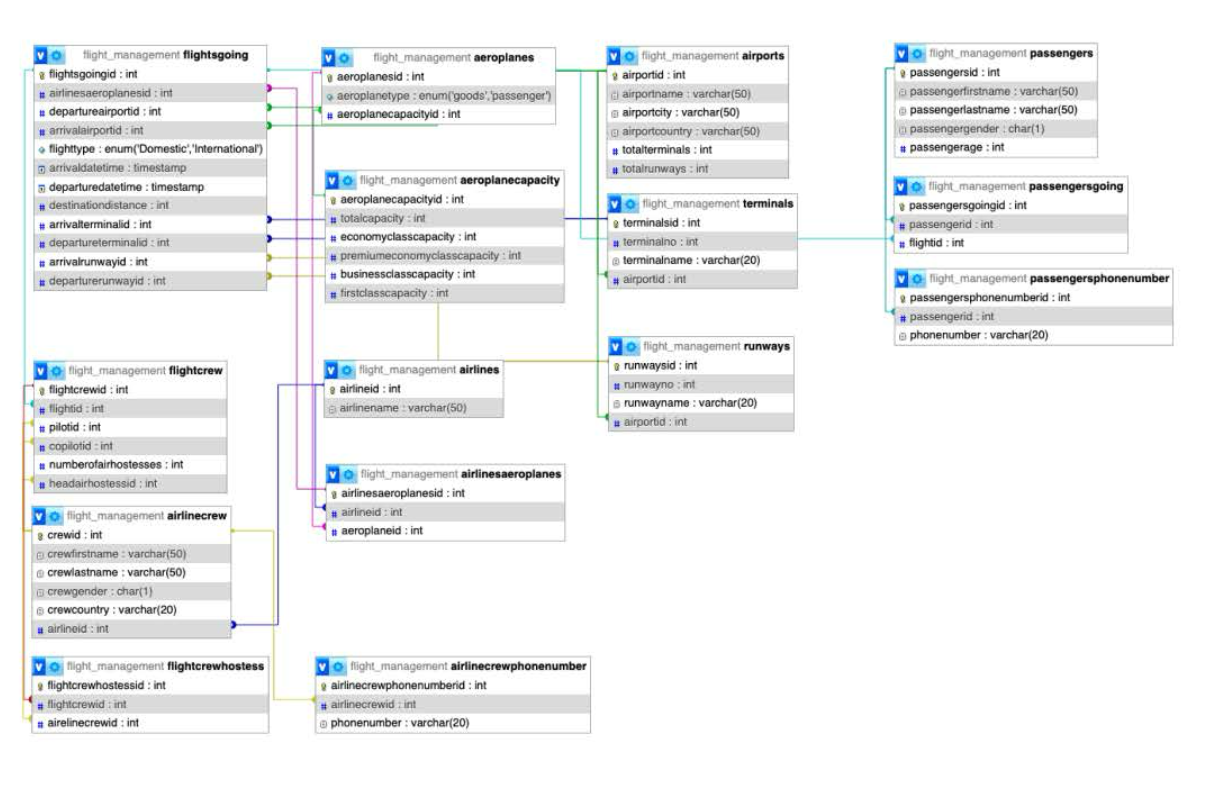 flight_management flightsgoing
flightsgoingid : int
airlinesaeroplanesid : int
departureairportid : int
arrivalairportid : int
flighttype : enum('Domestic','International')
arrivaldatetime : timestamp
departuredatetime : timestamp
destinationdistance : int
arrivalterminalid : int
departureterminalid : int
arrivalrunwayid : int
departurerunwayid : int
flight_management aeroplanes
aeroplanesid : int
aeroplanetype : enum('goods','passenger')
aeroplanecapacityid : int
flight_management airports
airportid : int
airportname : varchar(50)
airportcity : varchar(50)
airportcountry : varchar(50)
totalterminals : int
totalrunways : int
flight_management passengers
passengersid : int
passengerfirstname : varchar(50)
passengerlastname : varchar(50)
passengergender : char(1)
passengerage : int
flight_management aeroplanecapacity
aeroplanecapacityid : int
totalcapacity : int
economyclasscapacity : int
premiumeconomyclasscapacity : int
businessclasscapacity : int
firstclasscapacity : int
flight_management terminals
terminalsid : int
terminalno : int
terminalname : varchar(20)
airportid : int
flight_management passengersgoing
passengersgoingid : int
passengerid : int
flightid : int
flight_management passengersphonenumber
passengersphonenumberid : int
passengerid : int
phonenumber : varchar(20)
flight_management flightcrew
flightcrewid : int
flightid : int
pilotid : int
copilotid : int
numberofairhostesses : int
headairhostessid : int
flight_management airlines
airlineid : int
airlinename : varchar(50)
flight_management runways
runwaysid : int
runwayno : int
runwayname : varchar(20)
airportid : int
flight_management airlinesaeroplanes
airlinesaeroplanesid : int
airlineid : int
aeroplaneid : int
flight_management airlinecrew
crewid : int
crewfirstname : varchar(50)
crewlastname : varchar(50)
crewgender : char(1)
crewcountry : varchar(20)
airlineid : int
flight_management flightcrewhostess
flightcrewhostessid : int
flightcrewid : int
airelinecrewid : int
flight_management airlinecrewphonenumber
airlinecrewphonenumberid : int
airlinecrewid : int
phonenumber : varchar(20)